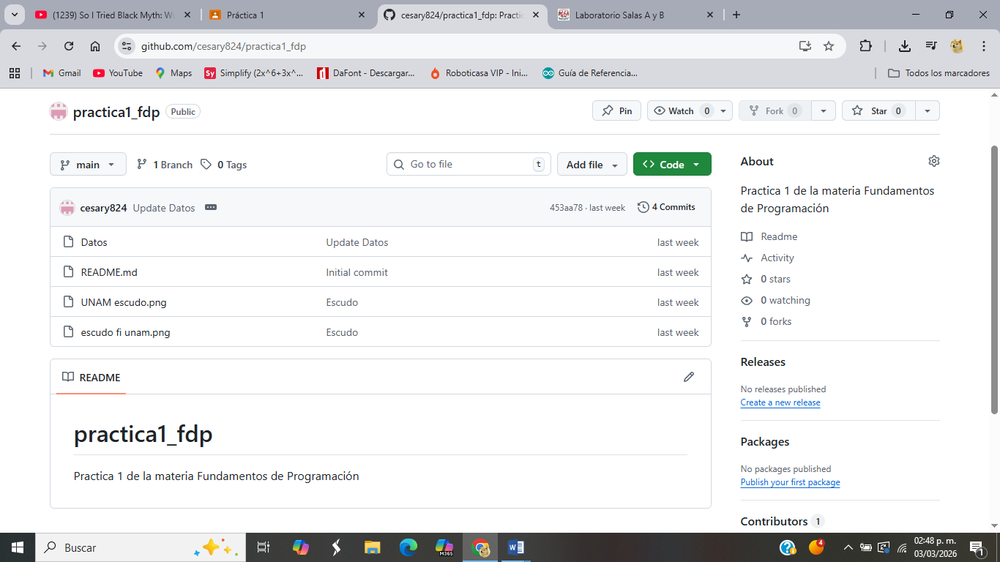 (1239) So I Tried Black Myth: W
Práctica 1
cesary824/practica1_fdp: Practic
Laboratorio Salas A y B
github.com/cesary824/practica1_fdp
Gmail
YouTube
Maps
Simplify (2x^6+3x^...
DaFont - Descargar...
Roboticasa VIP - Ini...
Guía de Referencia...
Todos los marcadores
practica1_fdp Public
Pin
Watch 0
Fork 0
Star 0
main
1 Branch
0 Tags
Go to file t
Add file
Code
cesary824 Update Datos
453aa78 · last week
4 Commits
Datos Update Datos last week
README.md Initial commit last week
UNAM escudo.png Escudo last week
escudo fi unam.png Escudo last week
README
practica1_fdp
Practica 1 de la materia Fundamentos de Programación
About
Practica 1 de la materia Fundamentos
de Programación
Readme
Activity
0 stars
0 watching
0 forks
Releases
No releases published
Create a new release
Packages
No packages published
Publish your first package
Contributors 1
Buscar
M365
4
02:48 p. m.
03/03/2026
1